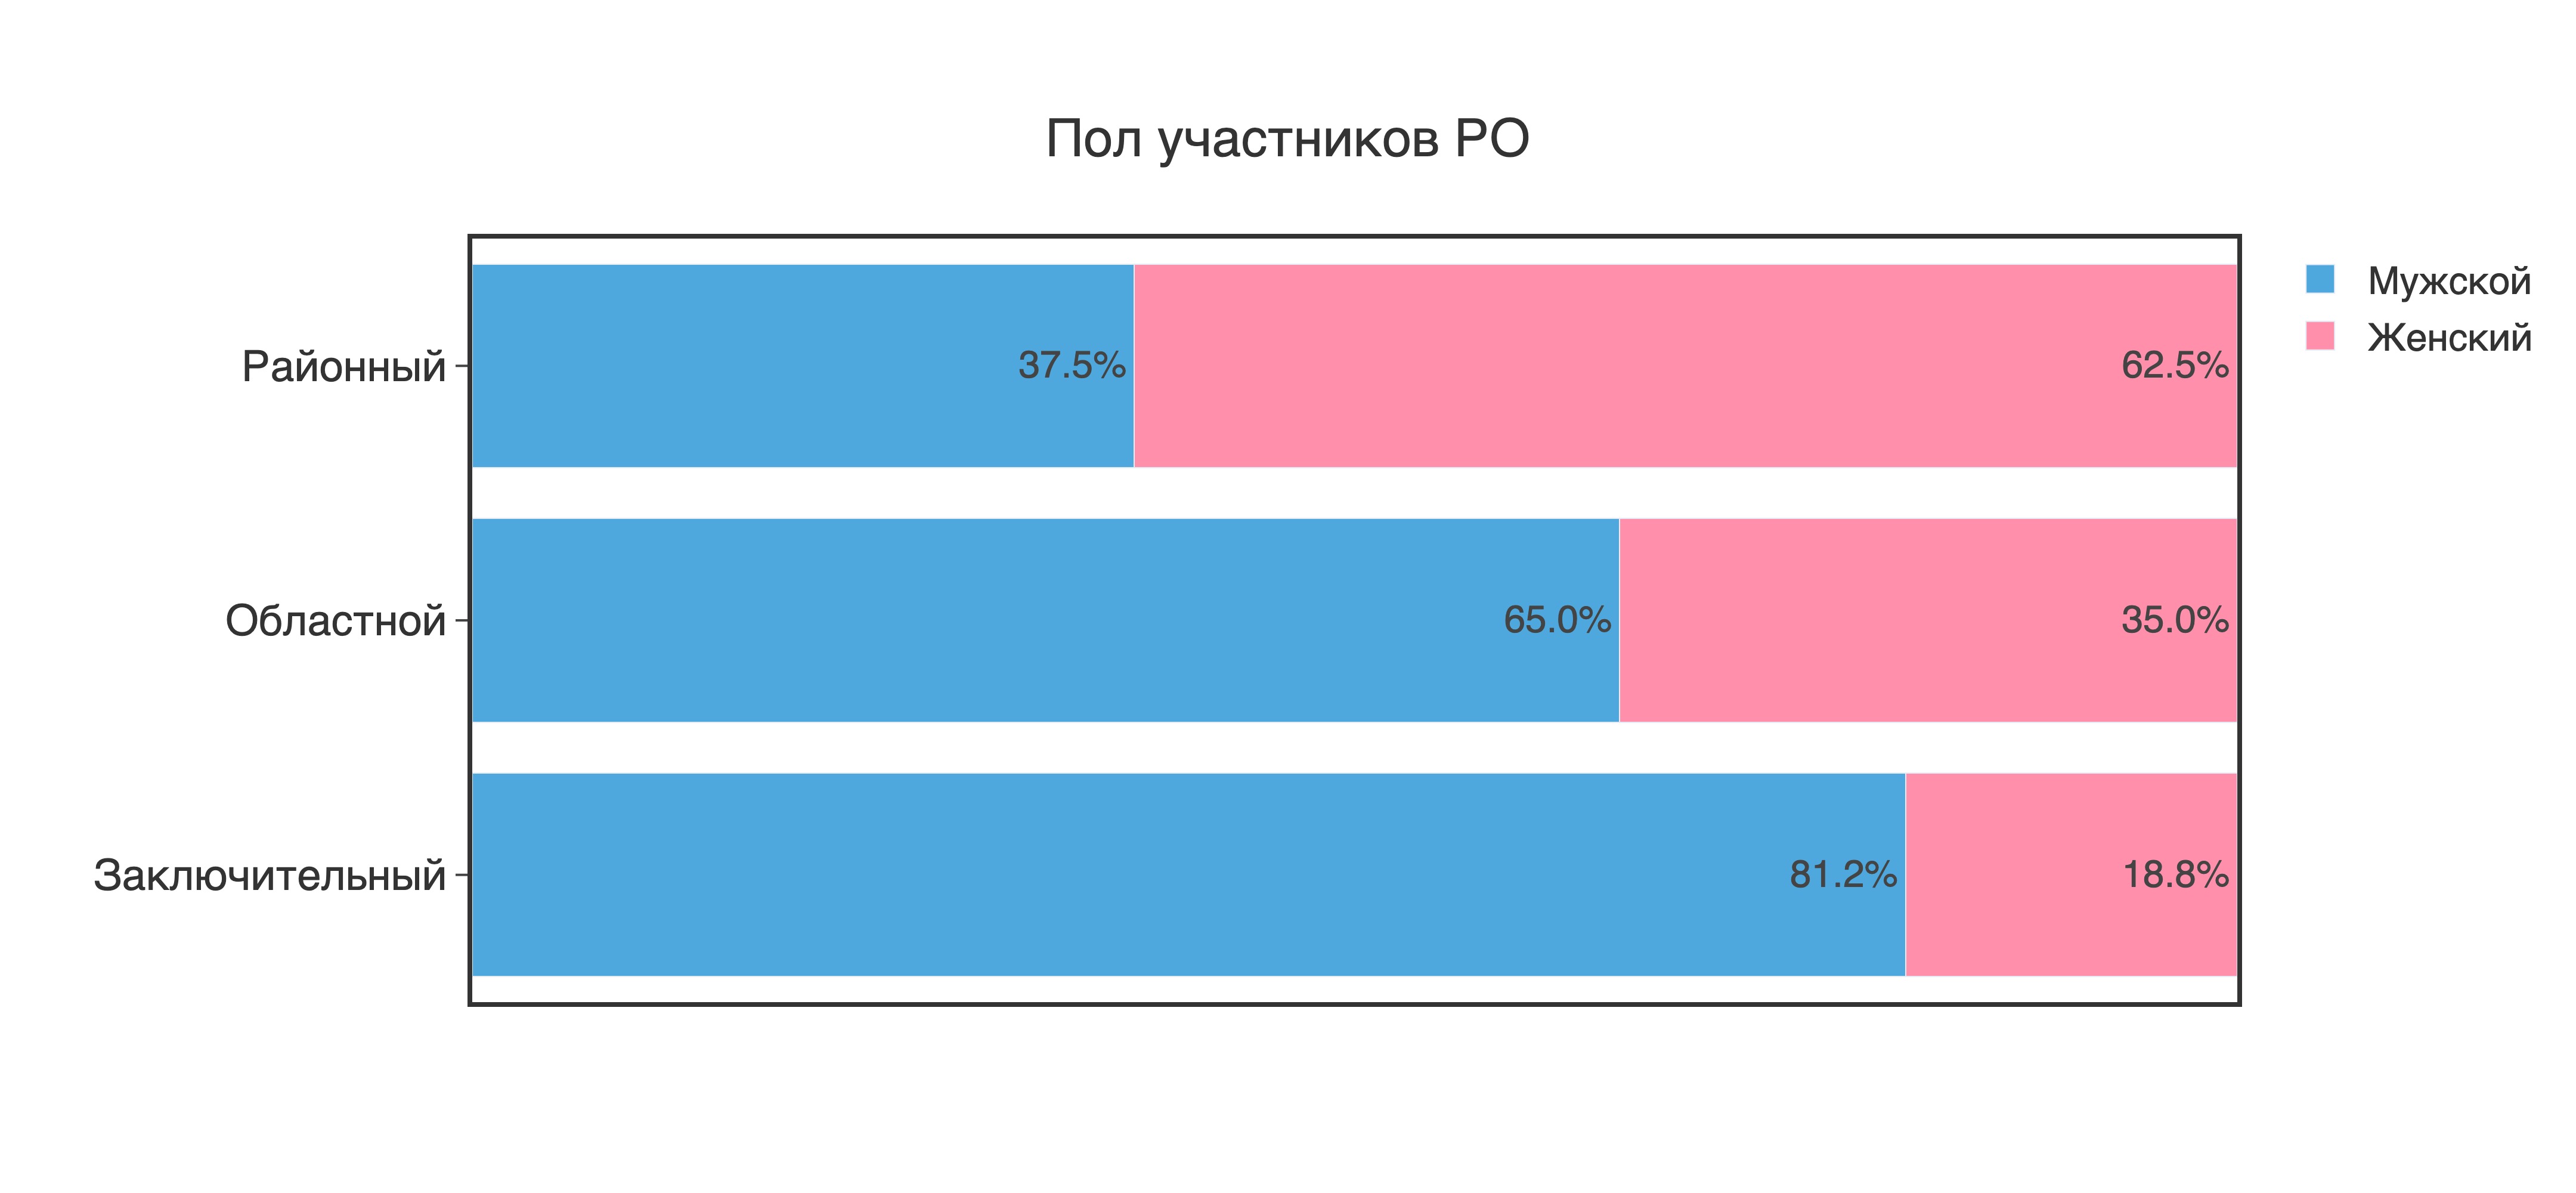 Пол участников РО
Мужской
Женский
Районный
37.5%
62.5%
Областной
65.0%
35.0%
Заключительный
81.2%
18.8%